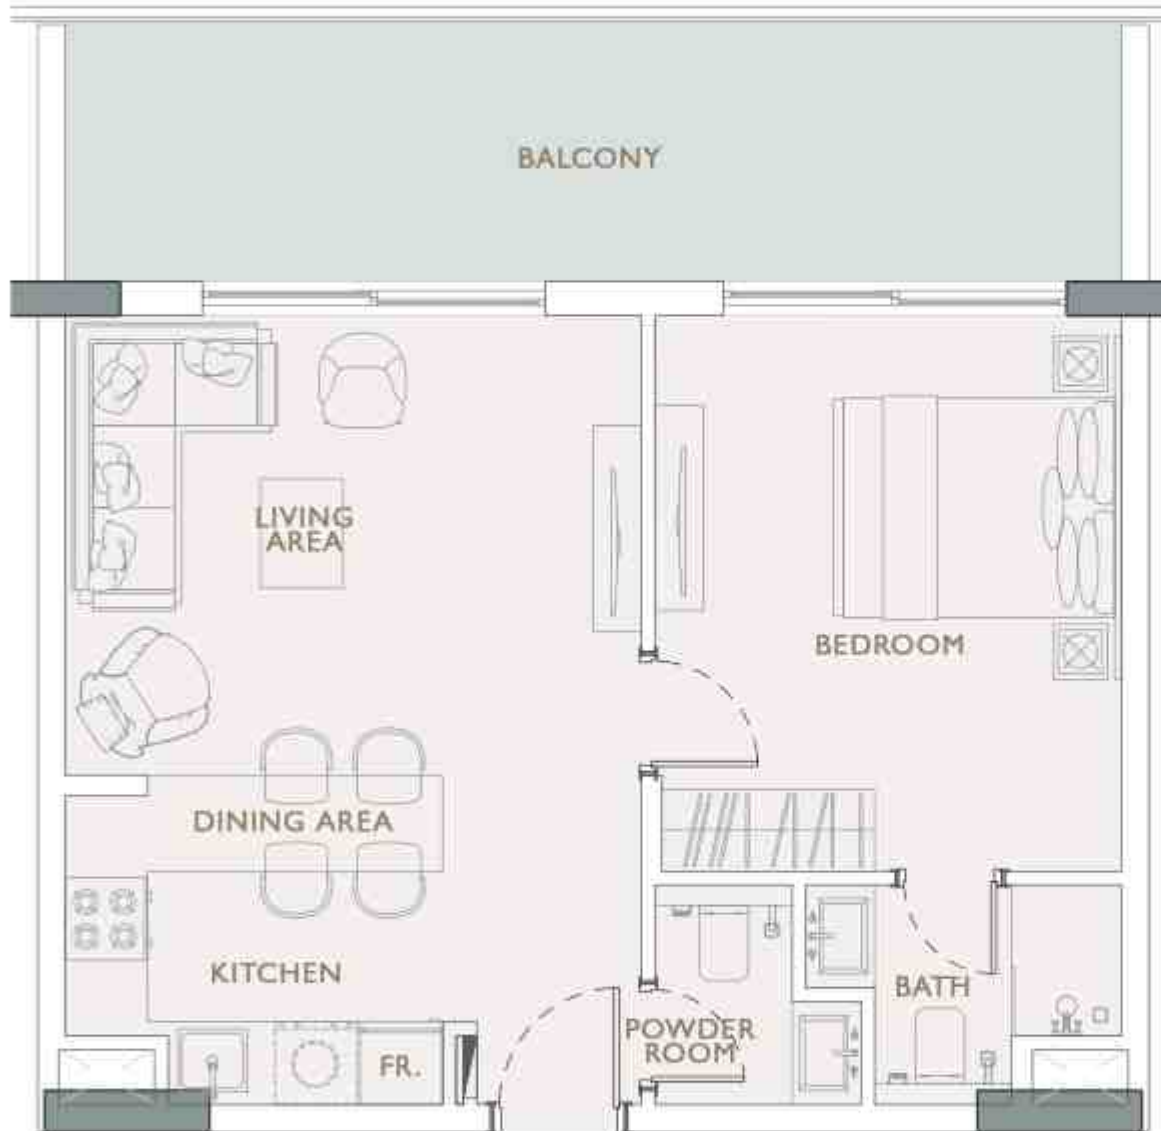 BALCONY
LIVING
AREA
BEDROOM
DINING AREA
KITCHEN
BATH
POWDER
ROOM
FR.